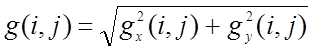 g(i, j) = √(g_x^2(i, j) + g_y^2(i, j))